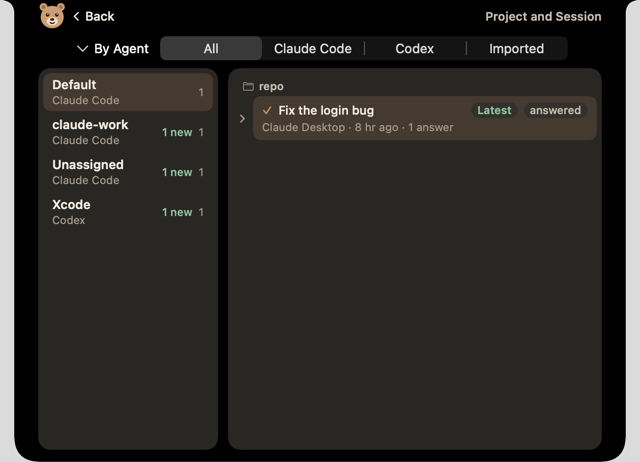 Back
Project and Session
By Agent
All
Claude Code
Codex
Imported
Default
Claude Code
1
claude-work
Claude Code
1 new 1
Unassigned
Claude Code
1 new 1
Xcode
Codex
1 new 1
repo
Fix the login bug
Latest
answered
Claude Desktop · 8 hr ago · 1 answer